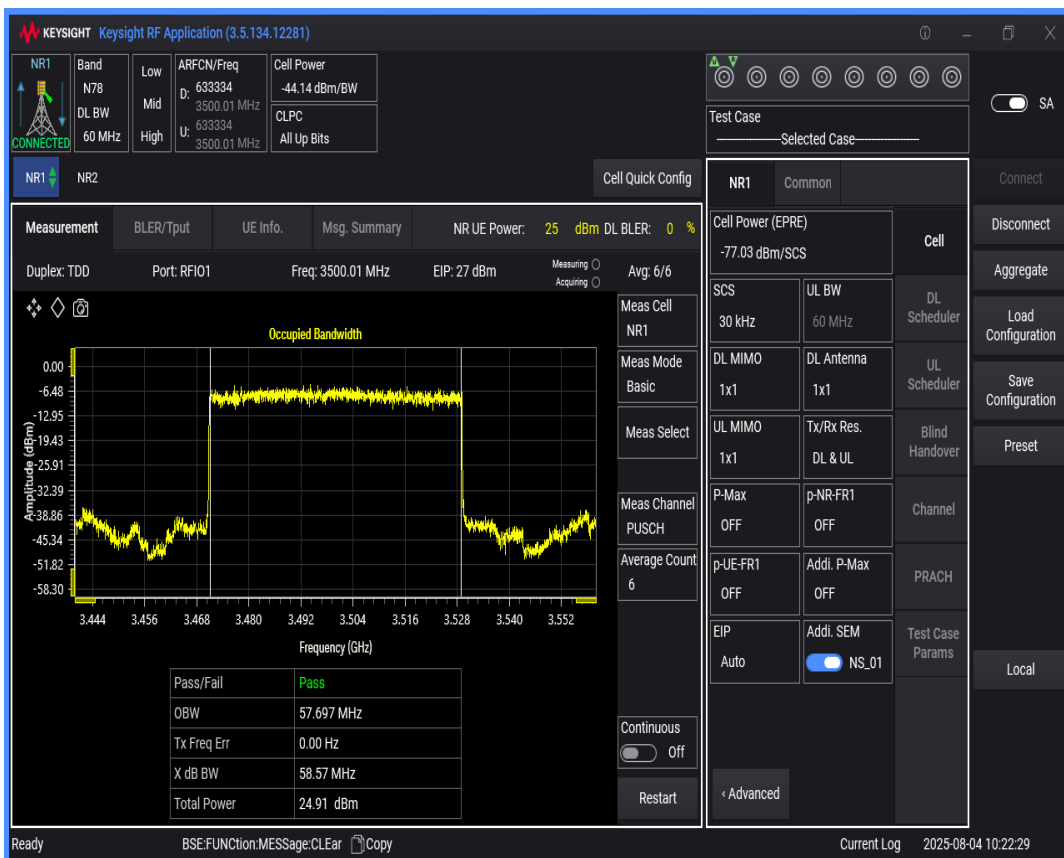 KEYSIGHT Keysight RF Application (3.5.134.12281)
NR1
CONNECTED
Band
N78
DL BW
60 MHz
Low
Mid
High
ARFCN/Freq
D: 633334
3500.01 MHz
U: 633334
3500.01 MHz
Cell Power
-44.14 dBm/BW
CLPC
All Up Bits
Test Case
Selected Case
SA
NR1 NR2
Cell Quick Config
Measurement BLER/Tput UE Info. Msg. Summary NR UE Power: 25 dBm DL BLER: 0 %
Duplex: TDD Port: RFIO1 Freq: 3500.01 MHz EIP: 27 dBm Measuring Acquiring Avg: 6/6
Occupied Bandwidth
Amplitude (dBm)
0.00
-6.48
-12.95
-19.43
-25.91
-32.39
-38.86
-45.34
-51.82
-58.30
3.444 3.456 3.468 3.480 3.492 3.504 3.516 3.528 3.540 3.552
Frequency (GHz)
Pass/Fail Pass
OBW 57.697 MHz
Tx Freq Err 0.00 Hz
X dB BW 58.57 MHz
Total Power 24.91 dBm
Meas Cell
NR1
Meas Mode
Basic
Meas Select
Meas Channel
PUSCH
Average Count
6
Continuous
Off
Restart
NR1 Common
Cell Power (EPRE)
-77.03 dBm/SCS
SCS
30 kHz
UL BW
60 MHz
DL MIMO
1x1
DL Antenna
1x1
UL MIMO
1x1
Tx/Rx Res.
DL & UL
P-Max
OFF
p-NR-FR1
OFF
p-UE-FR1
OFF
Addi. P-Max
OFF
EIP
Auto
Addi. SEM
NS_01
‹ Advanced
Cell
DL
Scheduler
UL
Scheduler
Blind
Handover
Channel
PRACH
Test Case
Params
Connect
Disconnect
Aggregate
Load
Configuration
Save
Configuration
Preset
Local
Ready BSE:FUNCtion:MESSage:CLEar Copy Current Log 2025-08-04 10:22:29